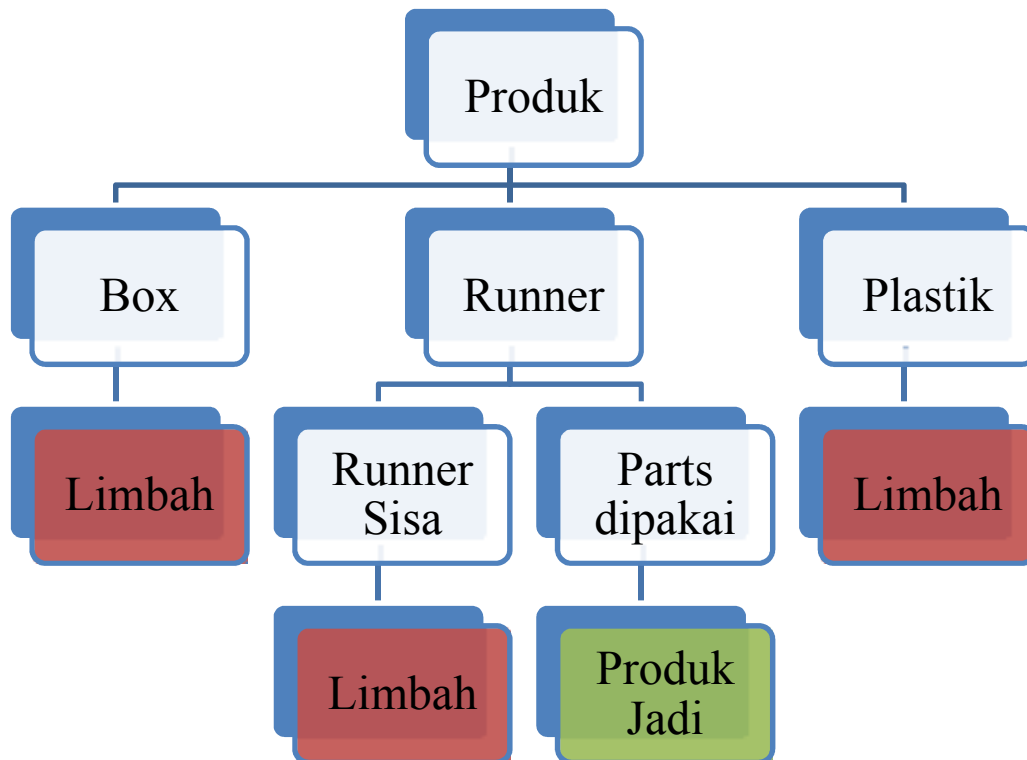 Produk
Box
Runner
Plastik
Limbah
Runner
Sisa
Parts
dipakai
Limbah
Limbah
Produk
Jadi